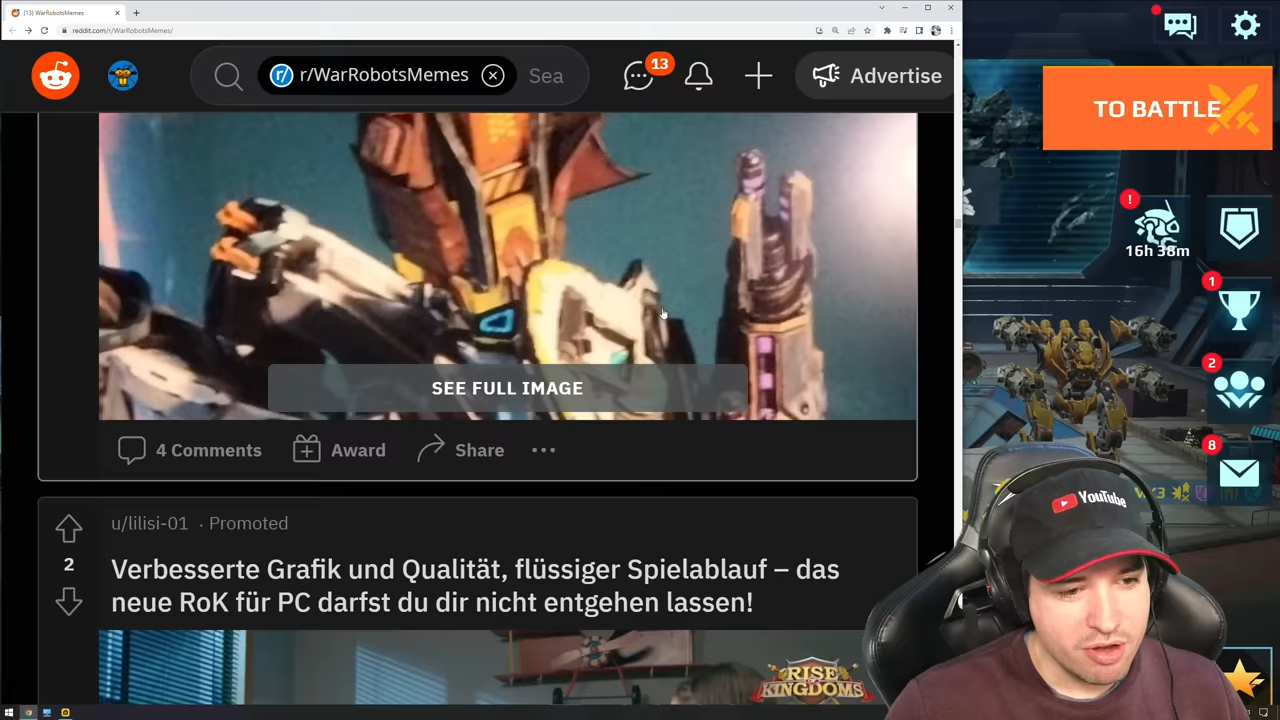 (13) WarRobotsMemes
reddit.com/r/WarRobotsMemes/
r/WarRobotsMemes
Sea
13
Advertise
TO BATTLE
!
16h 38m
1
2
8
SEE FULL IMAGE
4 Comments
Award
Share
u/lilisi-01 · Promoted
2
Verbesserte Grafik und Qualität, flüssiger Spielablauf – das
neue RoK für PC darfst du dir nicht entgehen lassen!
RISE OF
KINGDOMS
YouTube